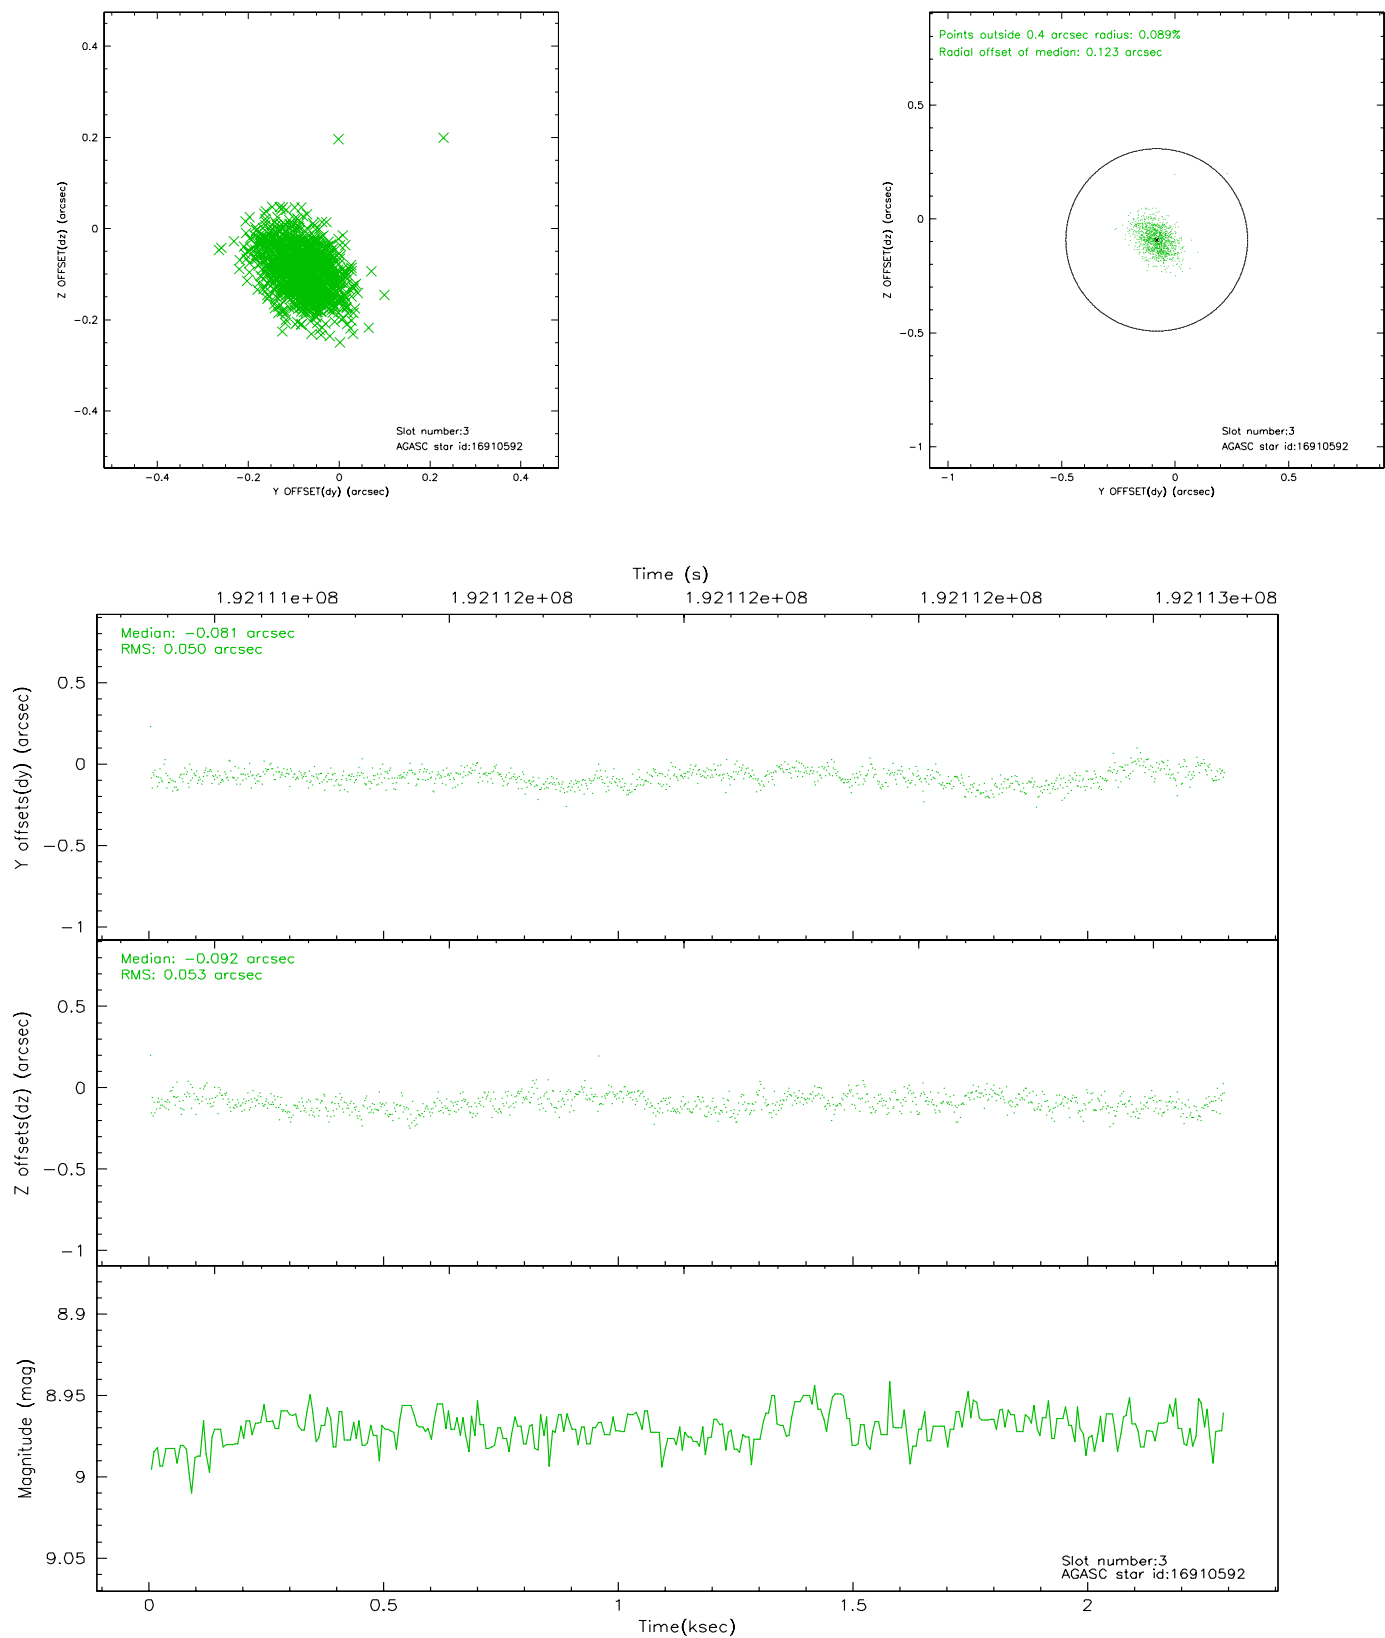 0.4
0.2
0
−0.2
−0.4
Z OFFSET(dz) (arcsec)
Slot number:3
AGASC star id:16910592
−0.4 −0.2 0 0.2 0.4
Y OFFSET(dy) (arcsec)
Points outside 0.4 arcsec radius: 0.089%
Radial offset of median: 0.123 arcsec
0.5
0
−0.5
−1
Z OFFSET(dz) (arcsec)
Slot number:3
AGASC star id:16910592
−1 −0.5 0 0.5
Y OFFSET(dy) (arcsec)
Time (s)
1.92111e+08 1.92112e+08 1.92112e+08 1.92112e+08 1.92113e+08
Median: −0.081 arcsec
RMS: 0.050 arcsec
0.5
0
−0.5
−1
Y offsets(dy) (arcsec)
Median: −0.092 arcsec
RMS: 0.053 arcsec
0.5
0
−0.5
−1
Z offsets(dz) (arcsec)
8.9
8.95
9
9.05
Magnitude (mag)
Slot number:3
AGASC star id:16910592
0 0.5 1 1.5 2
Time(ksec)